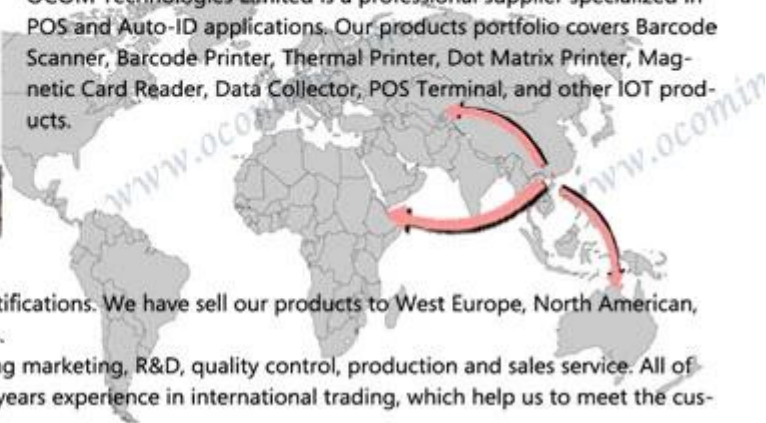 OCOM Technologies Limited is a professional supplier specialized in
POS and Auto-ID applications. Our products portfolio covers Barcode
Scanner, Barcode Printer, Thermal Printer, Dot Matrix Printer, Mag-
netic Card Reader, Data Collector, POS Terminal, and other IOT prod-
ucts.
www.oco
www.ocomin
tifications. We have sell our products to West Europe, North American,
ng marketing, R&D, quality control, production and sales service. All of
years experience in international trading, which help us to meet the cus-